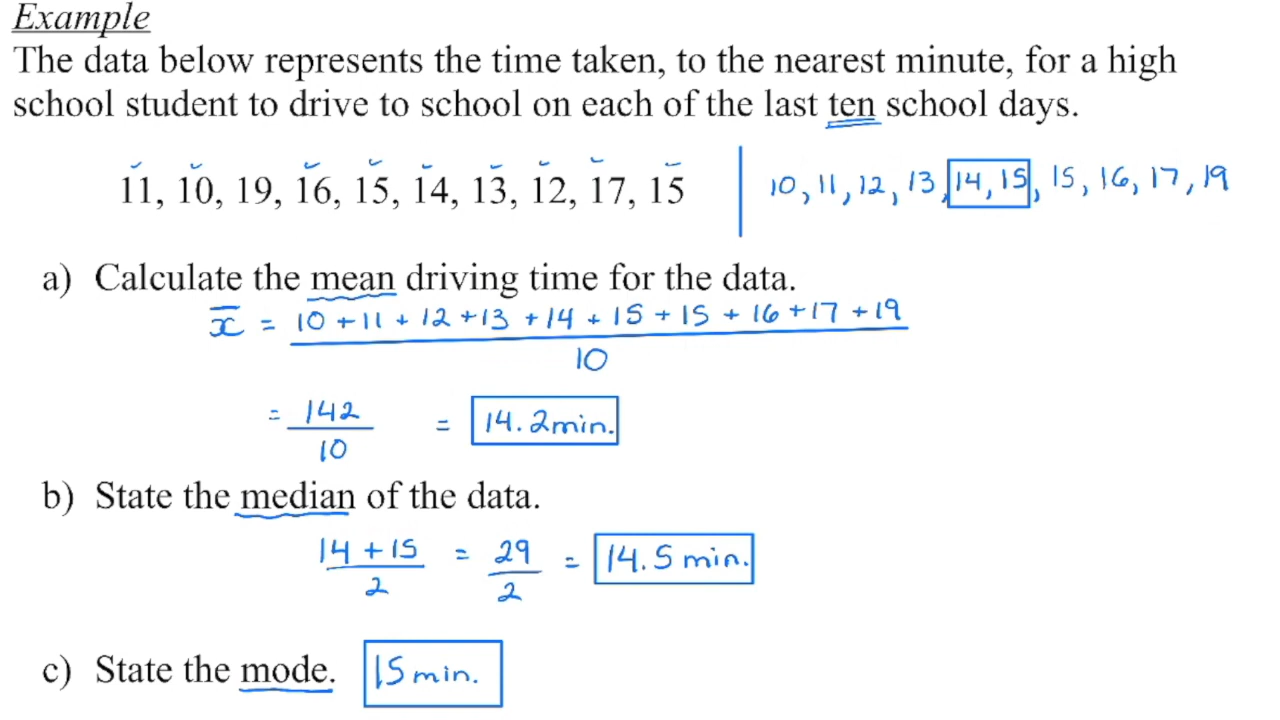 Example
The data below represents the time taken, to the nearest minute, for a high
school student to drive to school on each of the last ten school days.
11, 10, 19, 16, 15, 14, 13, 12, 17, 15 | 10, 11, 12, 13, 14, 15, 15, 16, 17, 19
a) Calculate the mean driving time for the data.
x̄ = 10 + 11 + 12 + 13 + 14 + 15 + 15 + 16 + 17 + 19
10
= 142 = 14.2 min.
10
b) State the median of the data.
14 + 15 = 29 = 14.5 min.
2 2
c) State the mode. 15 min.